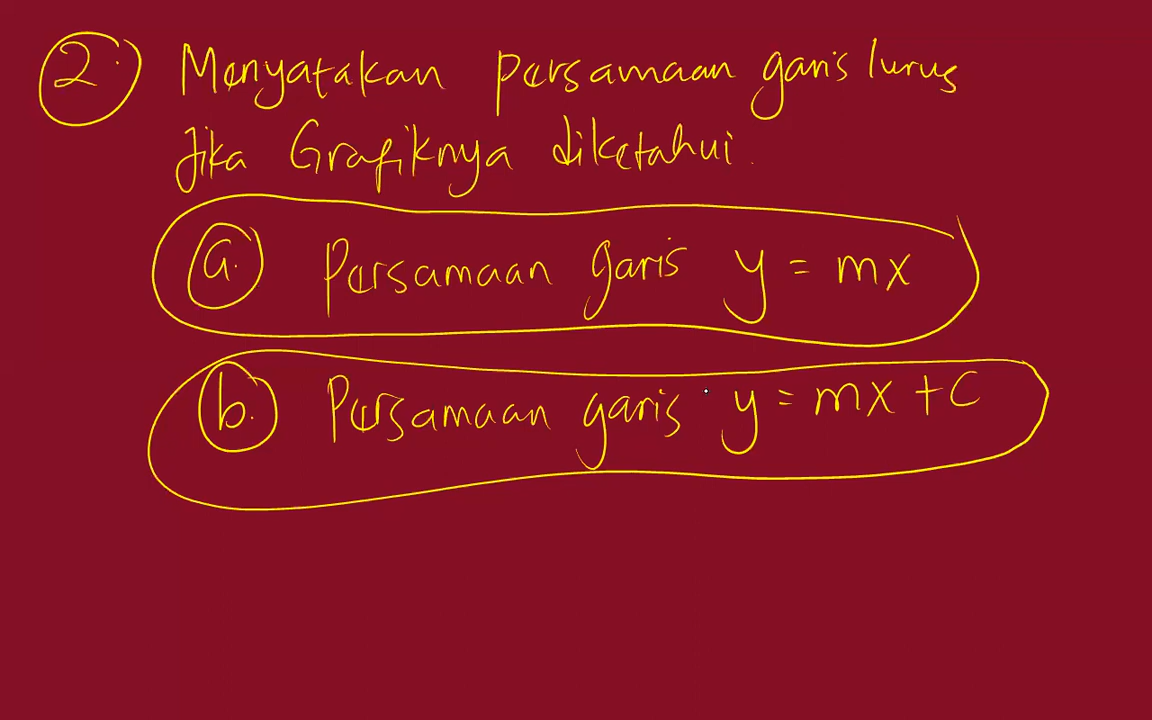 2. Menyatakan persamaan garis lurus
Jika Grafiknya diketahui.
a. Persamaan garis y = mx
b. Persamaan garis y = mx + c